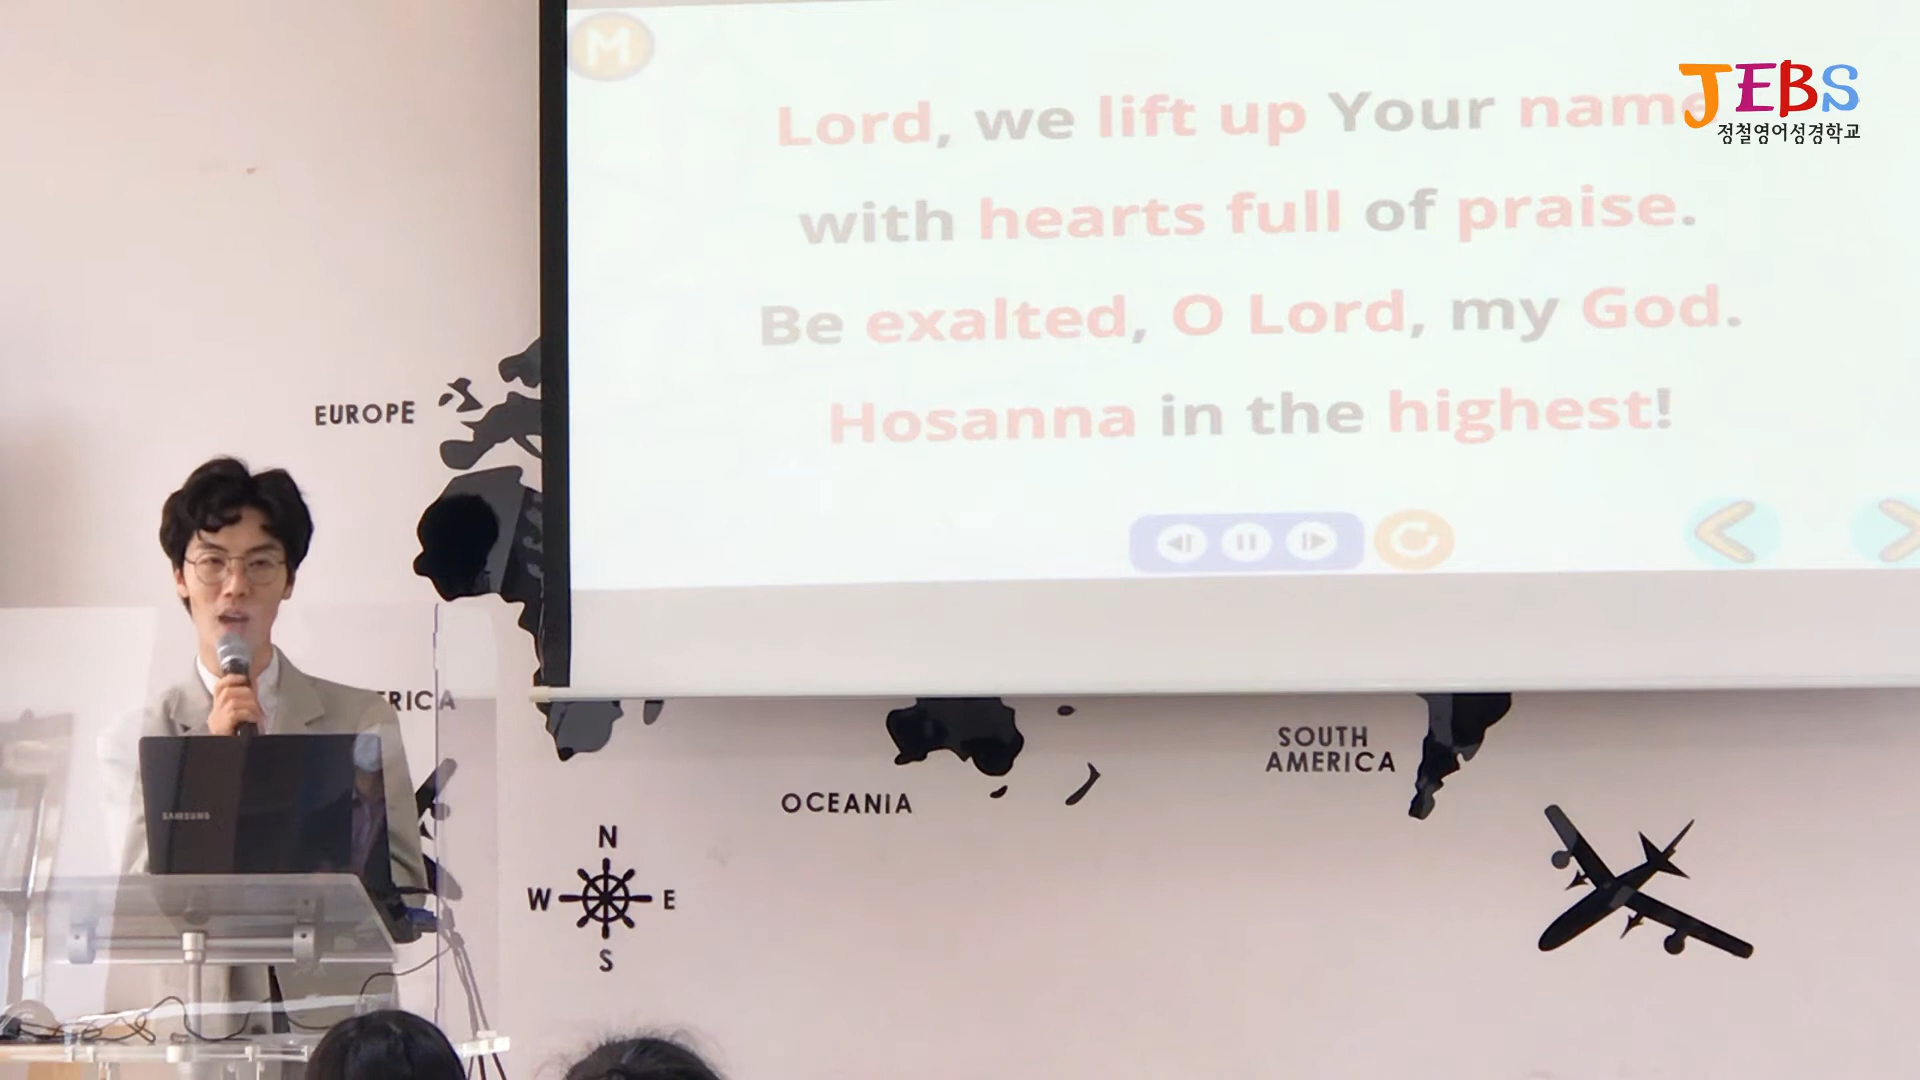 M
JEBS
정철영어성경학교
Lord, we lift up Your name
with hearts full of praise.
Be exalted, O Lord, my God.
Hosanna in the highest!
EUROPE
RICA
SOUTH
AMERICA
OCEANIA
SAMSUNG
N
W E
S